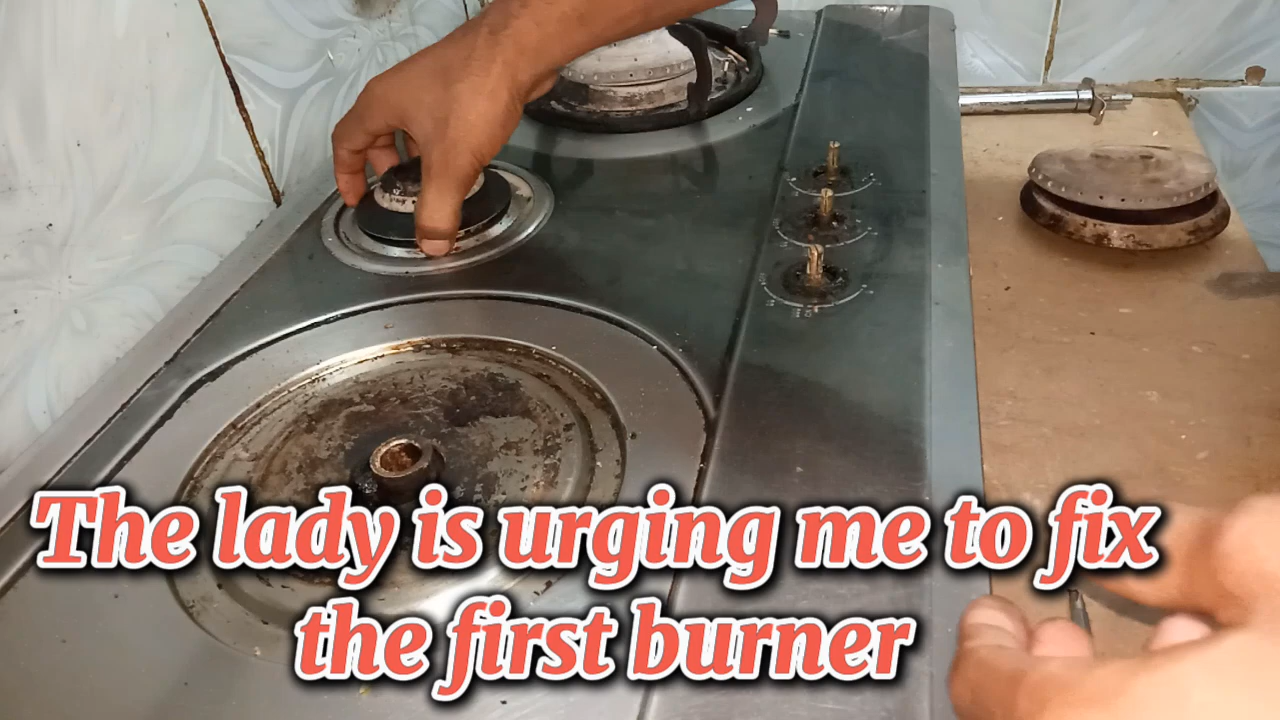 The lady is urging me to fix
the first burner